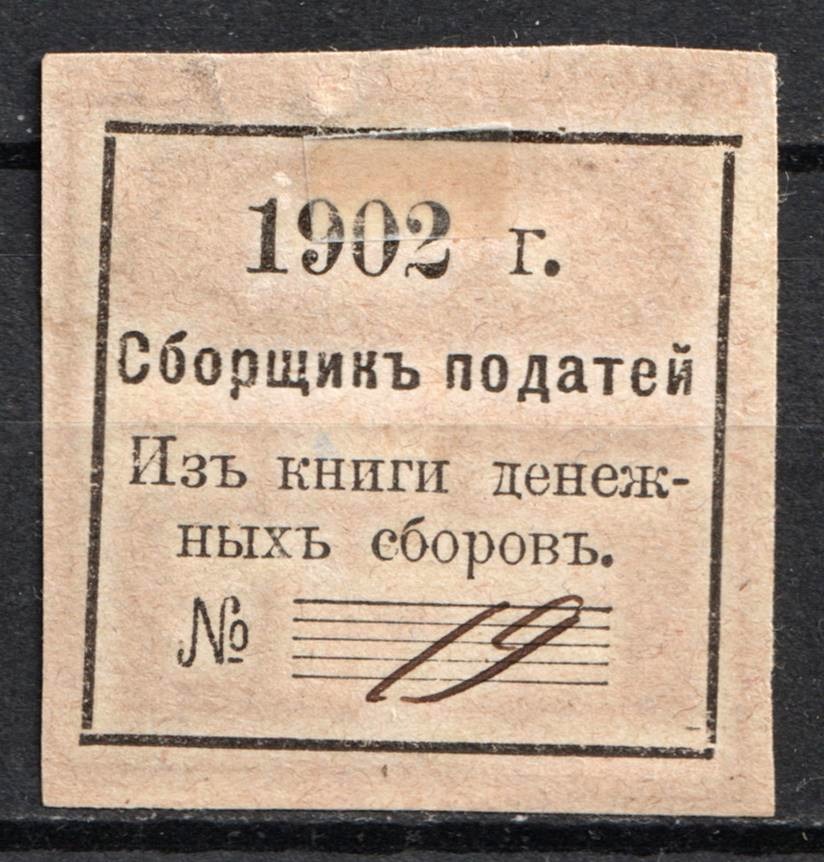 1902 г.
Сборщикъ податей
Изъ книги денеж-
ныхъ сборовъ.
№ 19